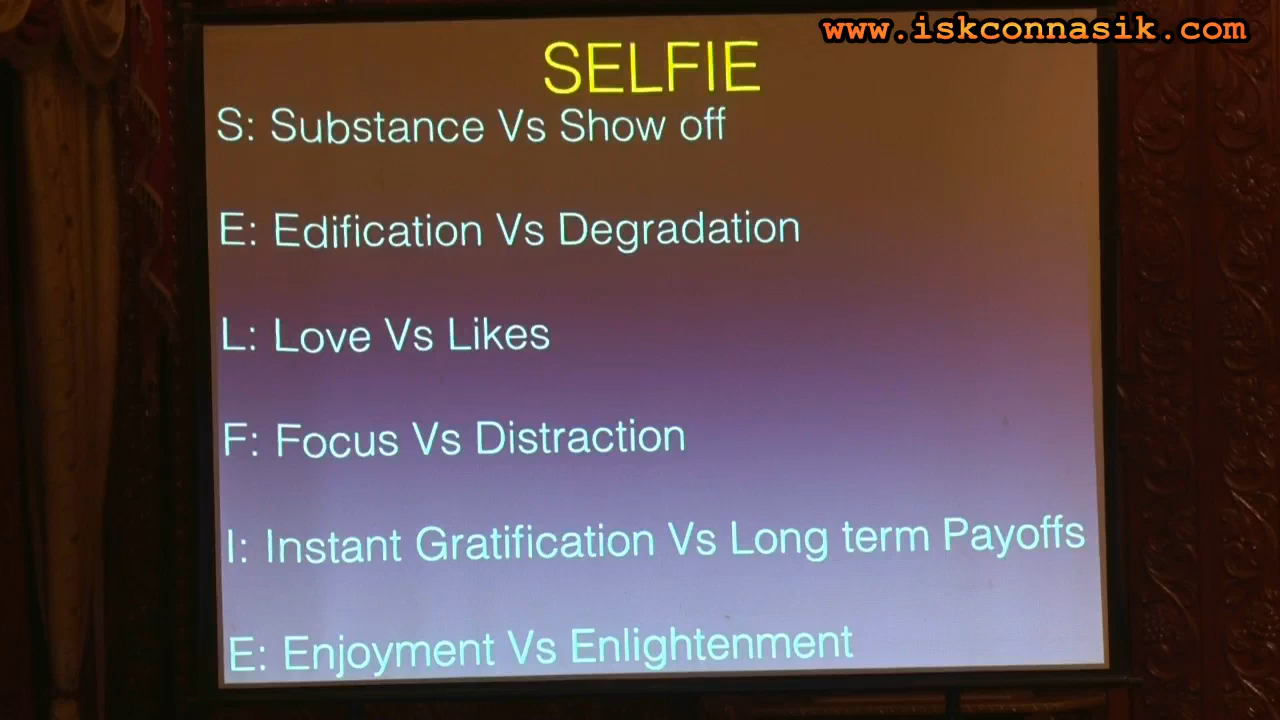 www.iskconnasik.com
SELFIE
S: Substance Vs Show off
E: Edification Vs Degradation
L: Love Vs Likes
F: Focus Vs Distraction
I: Instant Gratification Vs Long term Payoffs
E: Enjoyment Vs Enlightenment